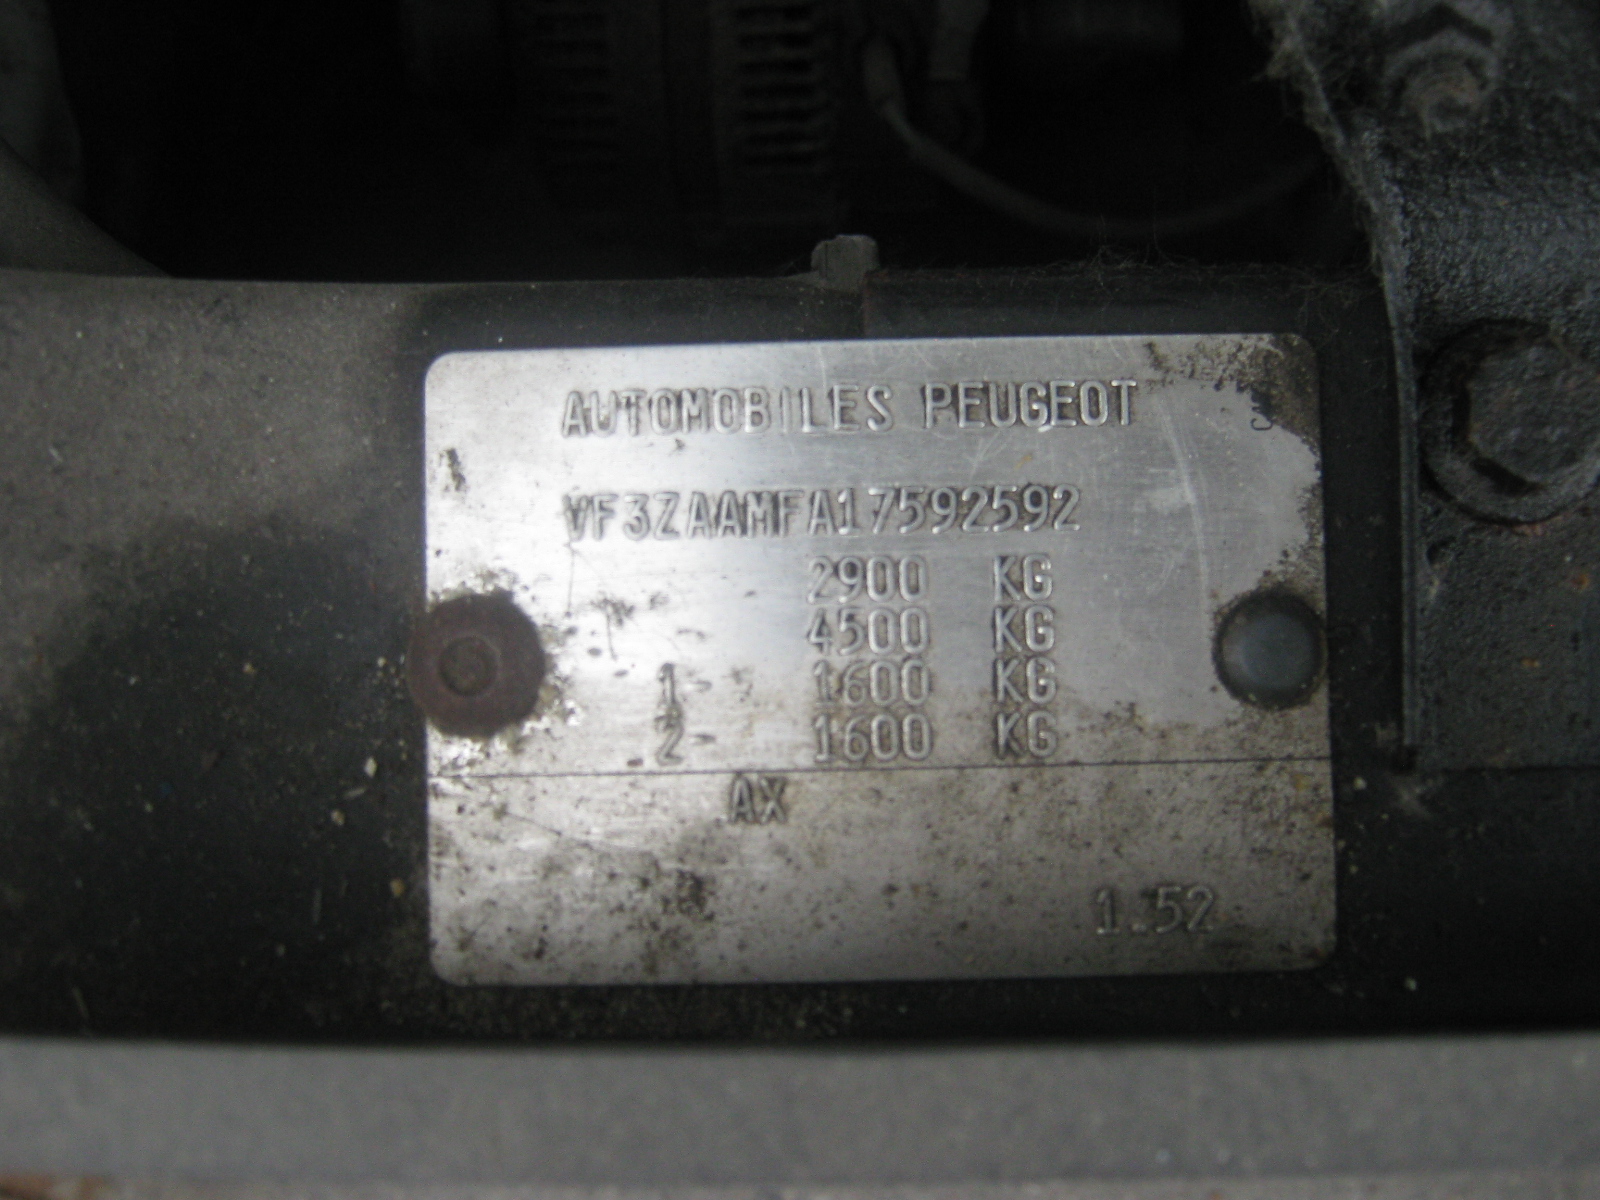 AUTOMOBILES PEUGEOT
VF3ZAAMFA17592592
2900 KG
4500 KG
1- 1600 KG
2- 1600 KG
AX
1.52